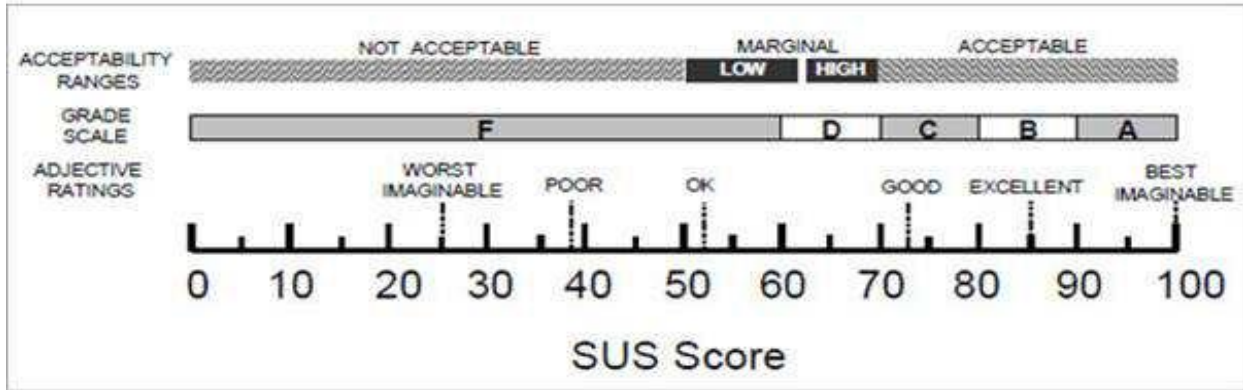 NOT ACCEPTABLE MARGINAL ACCEPTABLE
ACCEPTABILITY
RANGES
LOW HIGH
GRADE
SCALE
F D C B A
ADJECTIVE
RATINGS
WORST
IMAGINABLE
POOR OK GOOD EXCELLENT
BEST
IMAGINABLE
0 10 20 30 40 50 60 70 80 90 100
SUS Score